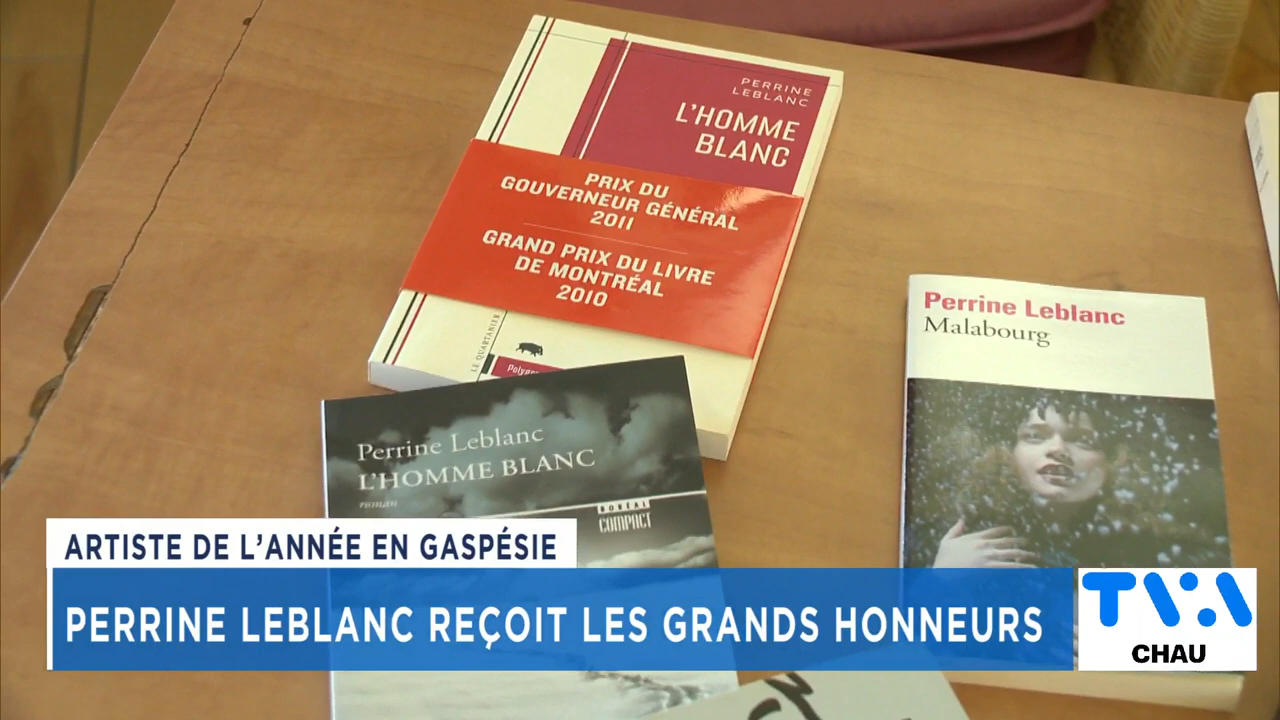 PERRINE
LEBLANC
L'HOMME
BLANC
PRIX DU
GOUVERNEUR GÉNÉRAL
2011
GRAND PRIX DU LIVRE
DE MONTRÉAL
2010
LE QUARTANIER
Perrine Leblanc
Malabourg
Perrine Leblanc
L'HOMME BLANC
roman
BORÉAL
COMPACT
ARTISTE DE L'ANNÉE EN GASPÉSIE
PERRINE LEBLANC REÇOIT LES GRANDS HONNEURS
TVA
CHAU